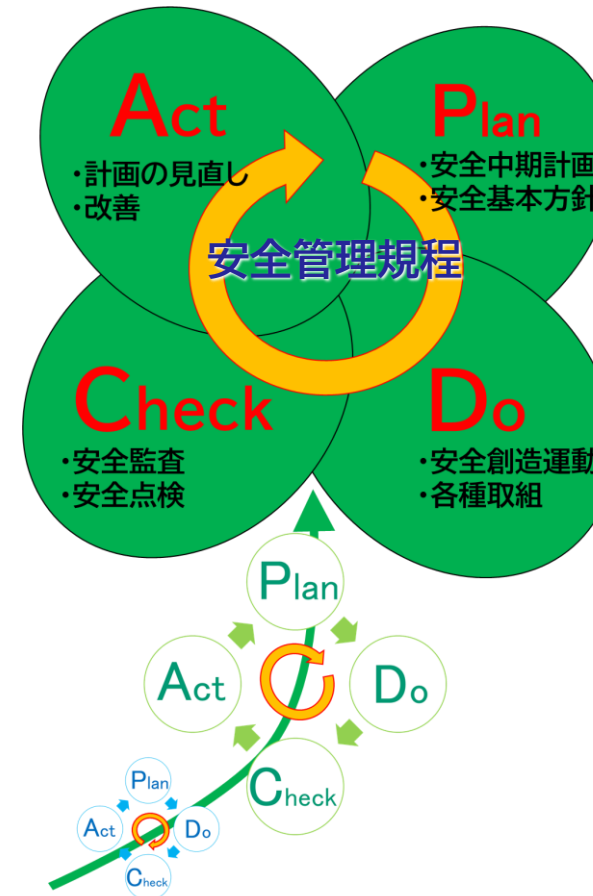 Act
・計画の見直し
・改善
Plan
・安全中期計画
・安全基本方針
安全管理規程
Check
・安全監査
・安全点検
Do
・安全創造運動
・各種取組
Plan
Act
Do
Check
Plan
Act
Do
Check